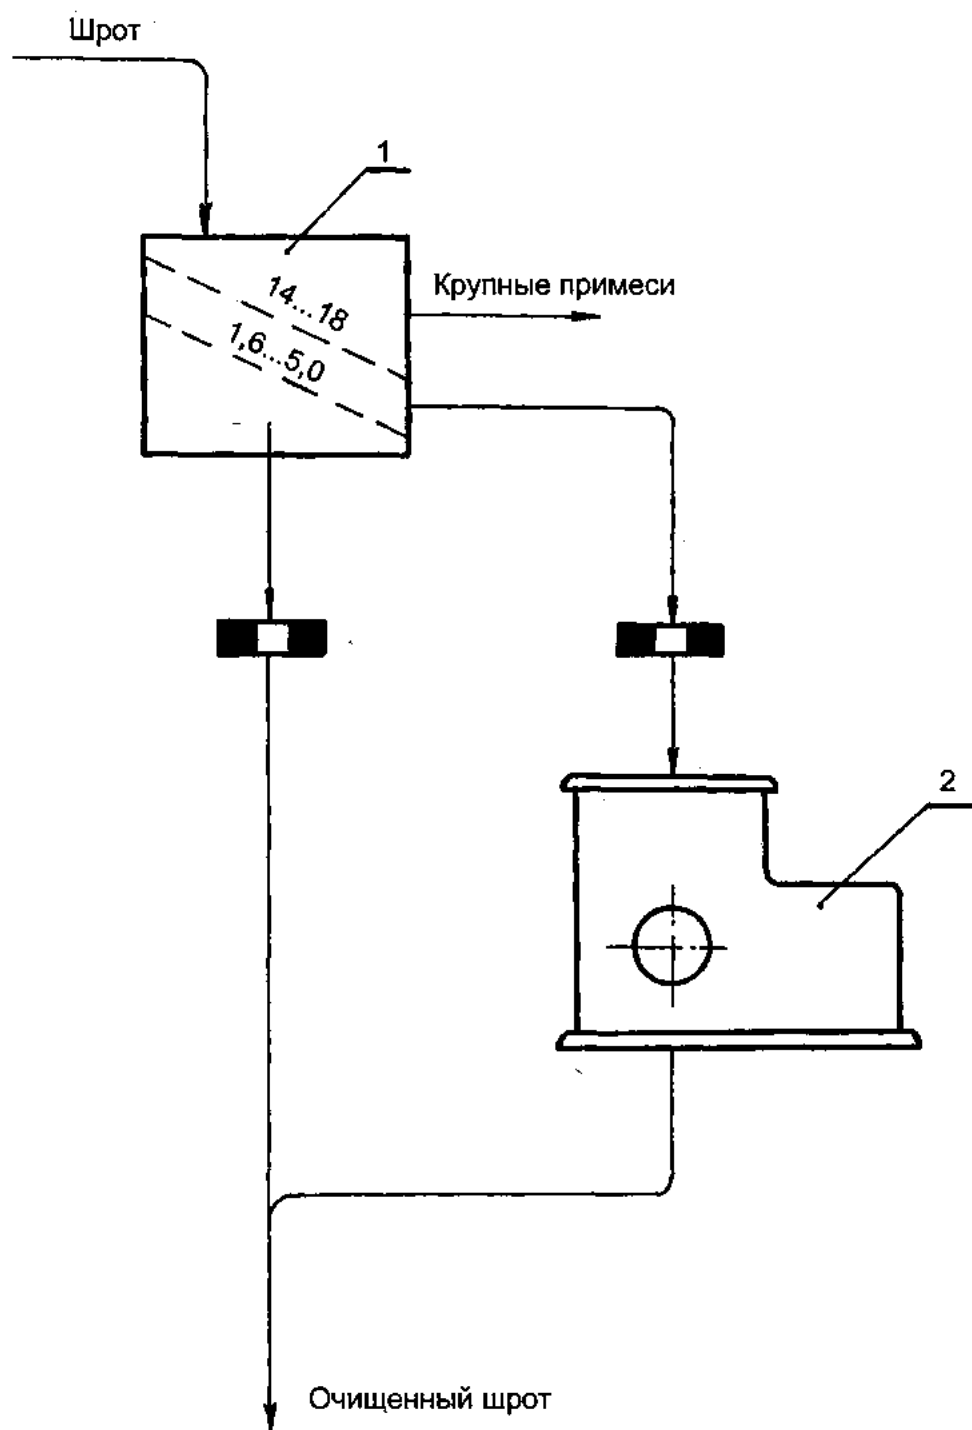 Шрот
1
Крупные примеси
14...18
1,6...5,0
2
Очищенный шрот